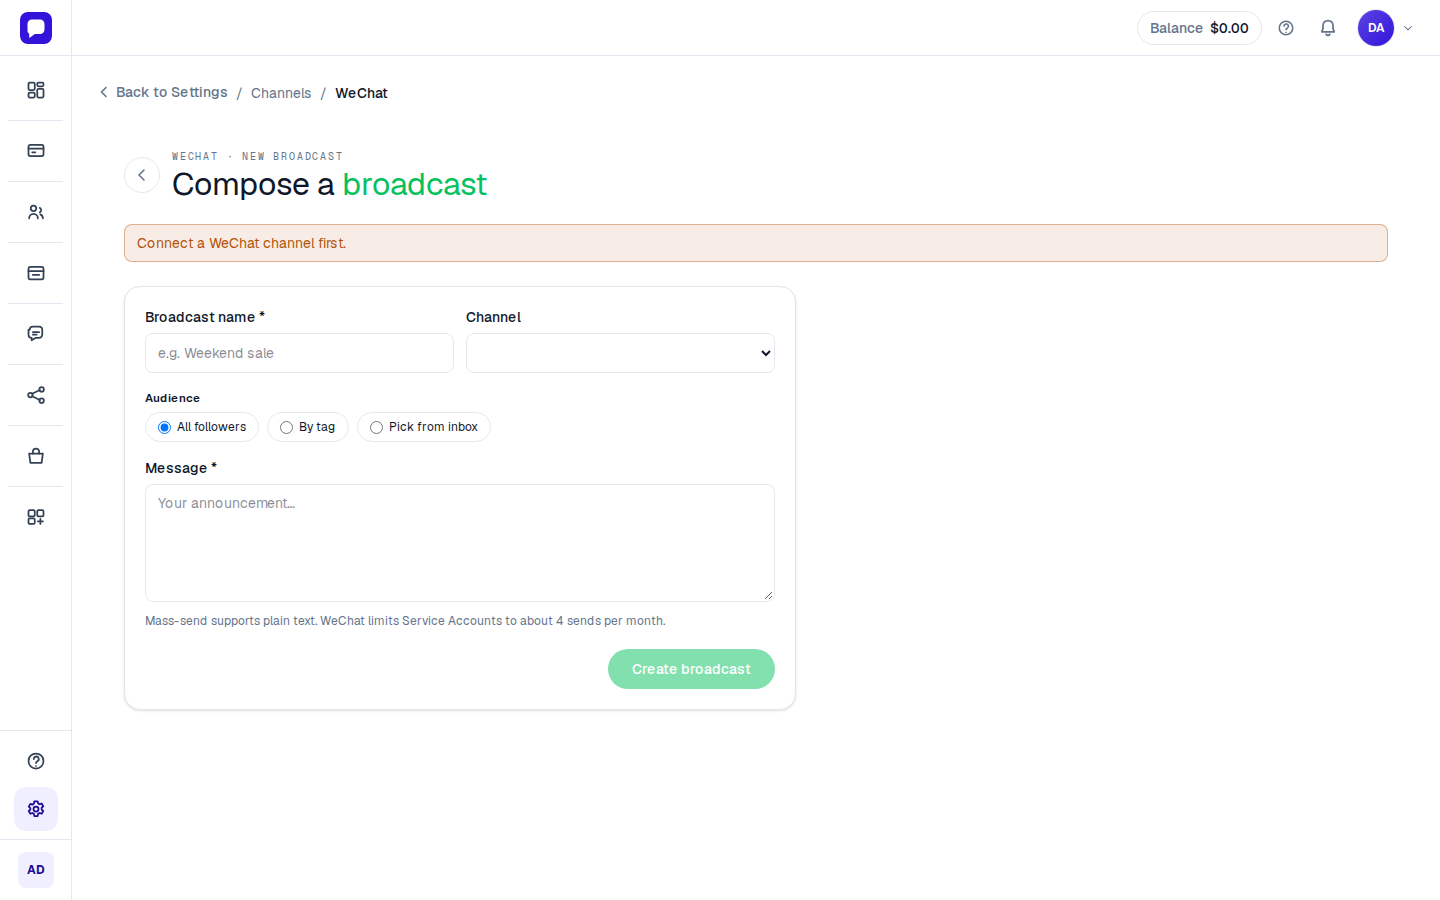 Balance $0.00
DA
Back to Settings / Channels / WeChat
WECHAT · NEW BROADCAST
Compose a broadcast
Connect a WeChat channel first.
Broadcast name *
Channel
e.g. Weekend sale
Audience
All followers
By tag
Pick from inbox
Message *
Your announcement…
Mass-send supports plain text. WeChat limits Service Accounts to about 4 sends per month.
Create broadcast
AD